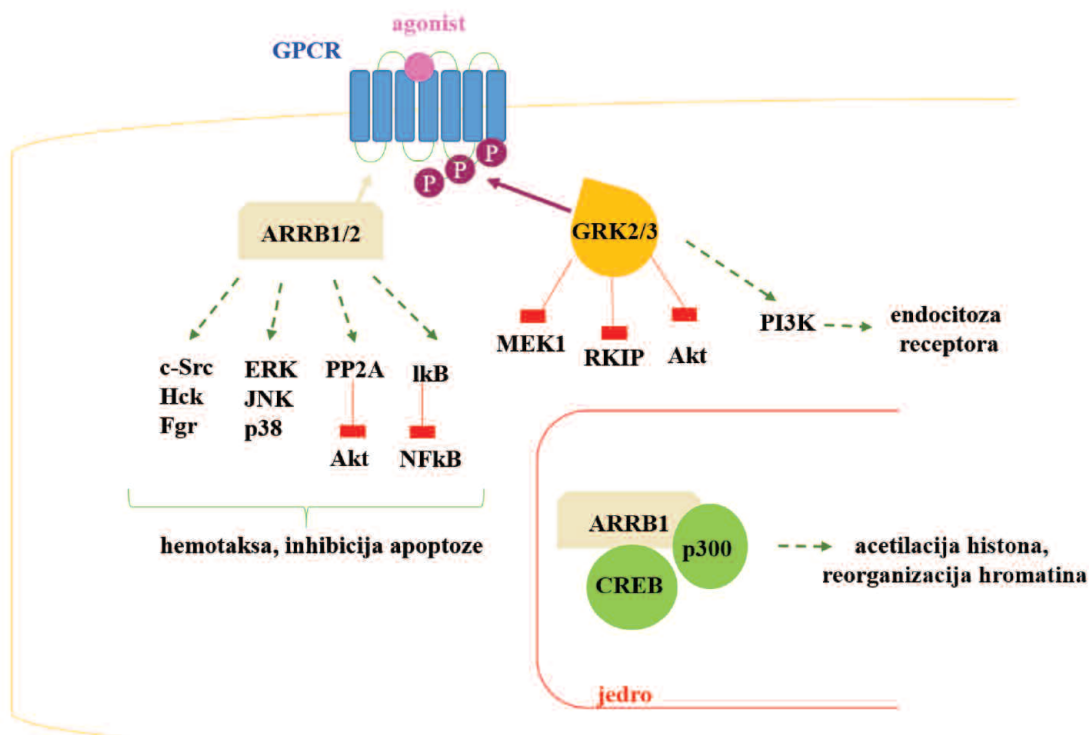 agonist
GPCR
P
P
P
ARRB1/2
GRK2/3
MEK1
RKIP
Akt
PI3K
endocitoza
receptora
c-Src
Hck
Fgr
ERK
JNK
p38
PP2A
Akt
IkB
NFkB
hemotaksa, inhibicija apoptoze
ARRB1
p300
CREB
acetilacija histona,
reorganizacija hromatina
jedro